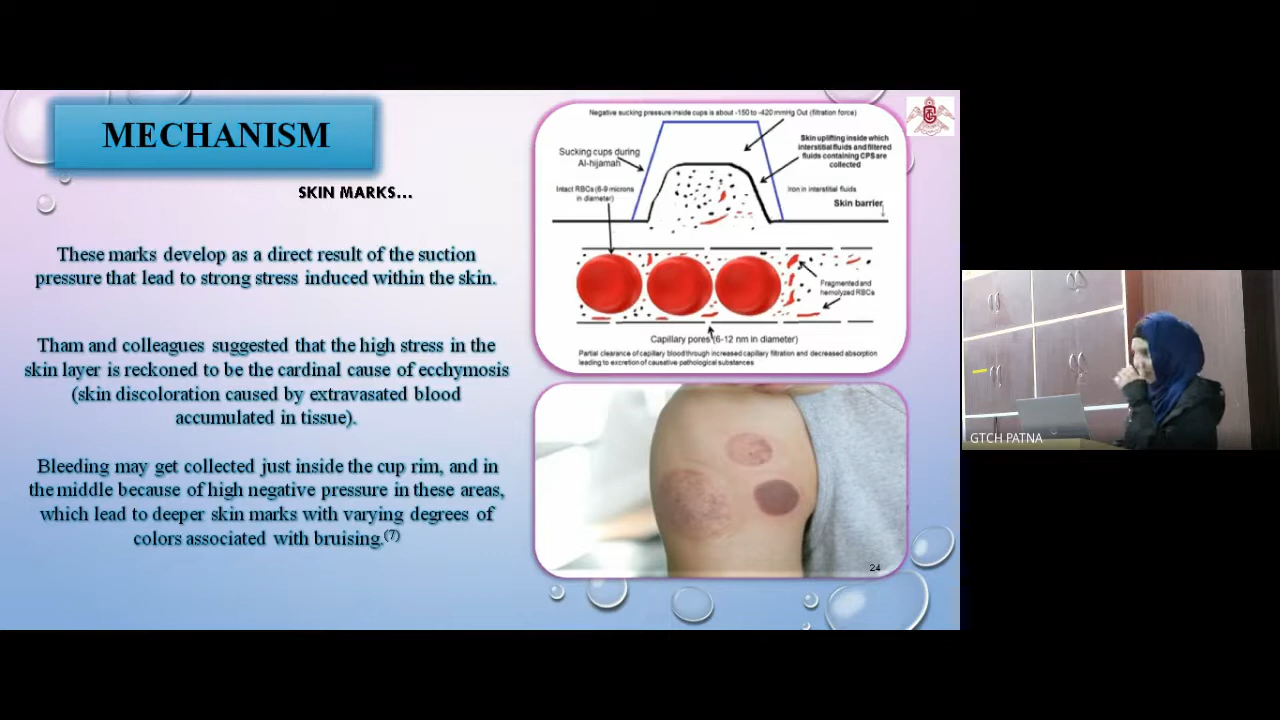 MECHANISM
SKIN MARKS...
These marks develop as a direct result of the suction
pressure that lead to strong stress induced within the skin.
Tham and colleagues suggested that the high stress in the
skin layer is reckoned to be the cardinal cause of ecchymosis
(skin discoloration caused by extravasated blood
accumulated in tissue).
Bleeding may get collected just inside the cup rim, and in
the middle because of high negative pressure in these areas,
which lead to deeper skin marks with varying degrees of
colors associated with bruising.(7)
Negative sucking pressure inside cups is about -150 to -420 mmHg Out (filtration force)
Sucking cups during
Al-hijamah
Skin uplifting inside which
interstitial fluids and filtered
fluids containing CPS are
collected
Intact RBCs (6-9 microns
in diameter)
Iron in interstitial fluids
Skin barrier
Fragmented and
hemolyzed RBCs
Capillary pores (6-12 nm in diameter)
Partial clearance of capillary blood through increased capillary filtration and decreased absorption
leading to excretion of causative pathological substances
24
GTCH PATNA